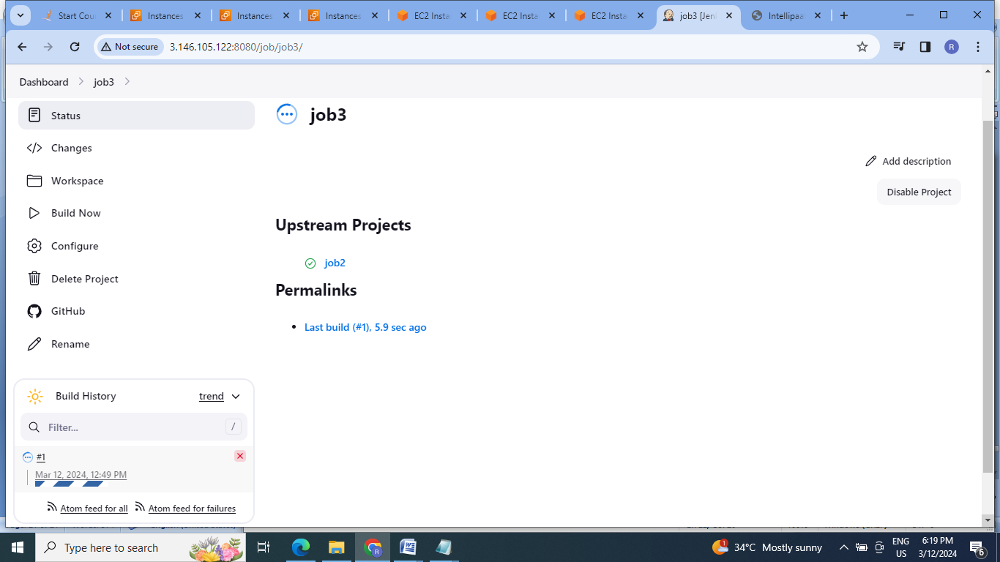 Start Cou
Instances
Instances
Instances
EC2 Insta
EC2 Insta
EC2 Insta
job3 [Jen
Intellipaa
Not secure
3.146.105.122:8080/job/job3/
R
Dashboard
job3
Status
Changes
Workspace
Build Now
Configure
Delete Project
GitHub
Rename
job3
Add description
Disable Project
Upstream Projects
job2
Permalinks
Last build (#1), 5.9 sec ago
Build History
trend
Filter...
/
#1
Mar 12, 2024, 12:49 PM
Atom feed for all
Atom feed for failures
Type here to search
1
34°C Mostly sunny
ENG
US
6:19 PM
3/12/2024
6